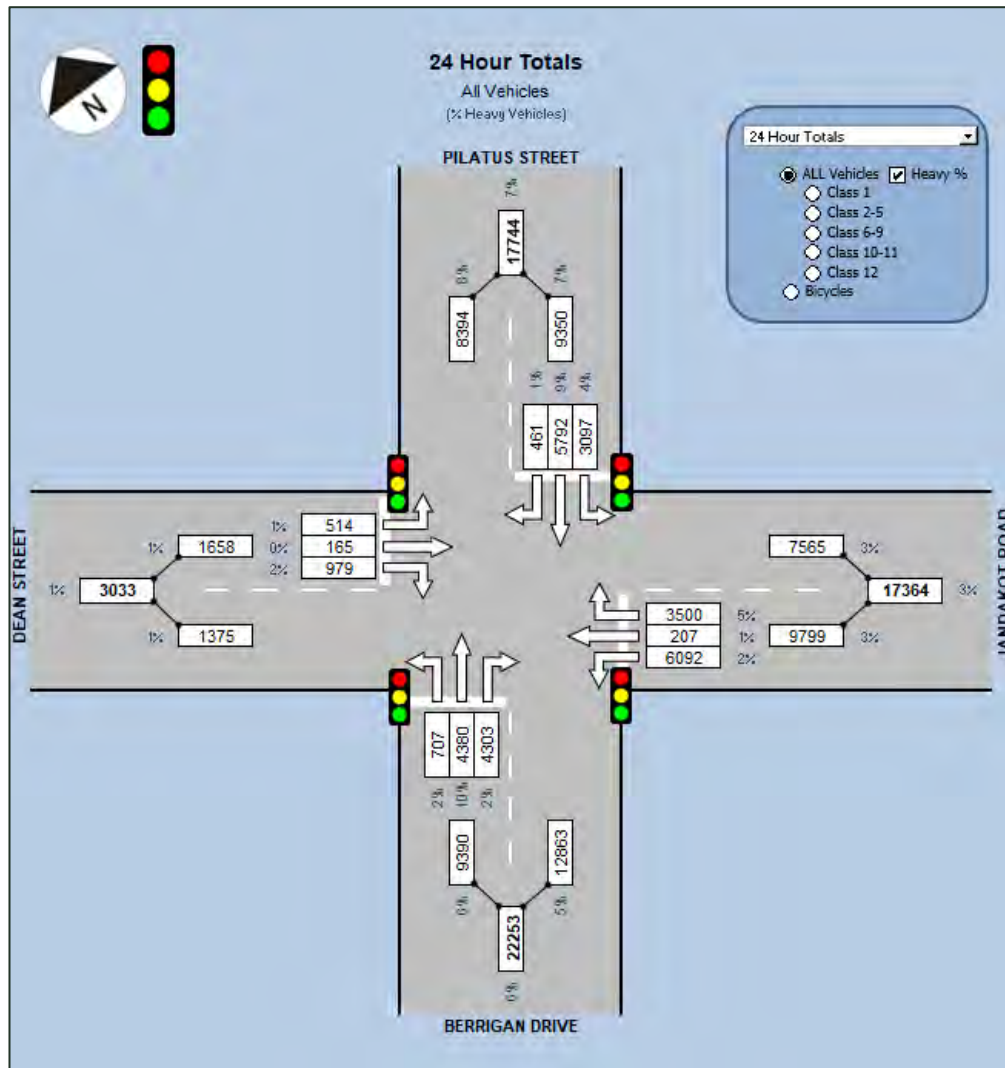 24 Hour Totals
All Vehicles
(% Heavy Vehicles)
N
24 Hour Totals
ALL Vehicles Heavy %
Class 1
Class 2-5
Class 6-9
Class 10-11
Class 12
Bicycles
PILATUS STREET
7%
17744
7%
8394
9350
1% 9% 4%
461 5792 3097
DEAN STREET
1% 3033
1% 1658
1% 1375
1% 514
0% 165
2% 979
7565 3%
17364 3%
9799 3%
3500 5%
207 1%
6092 2%
JANDAKOT ROAD
707 4380 4303
2% 10% 2%
9390 12863
6% 5%
22253
6%
BERRIGAN DRIVE